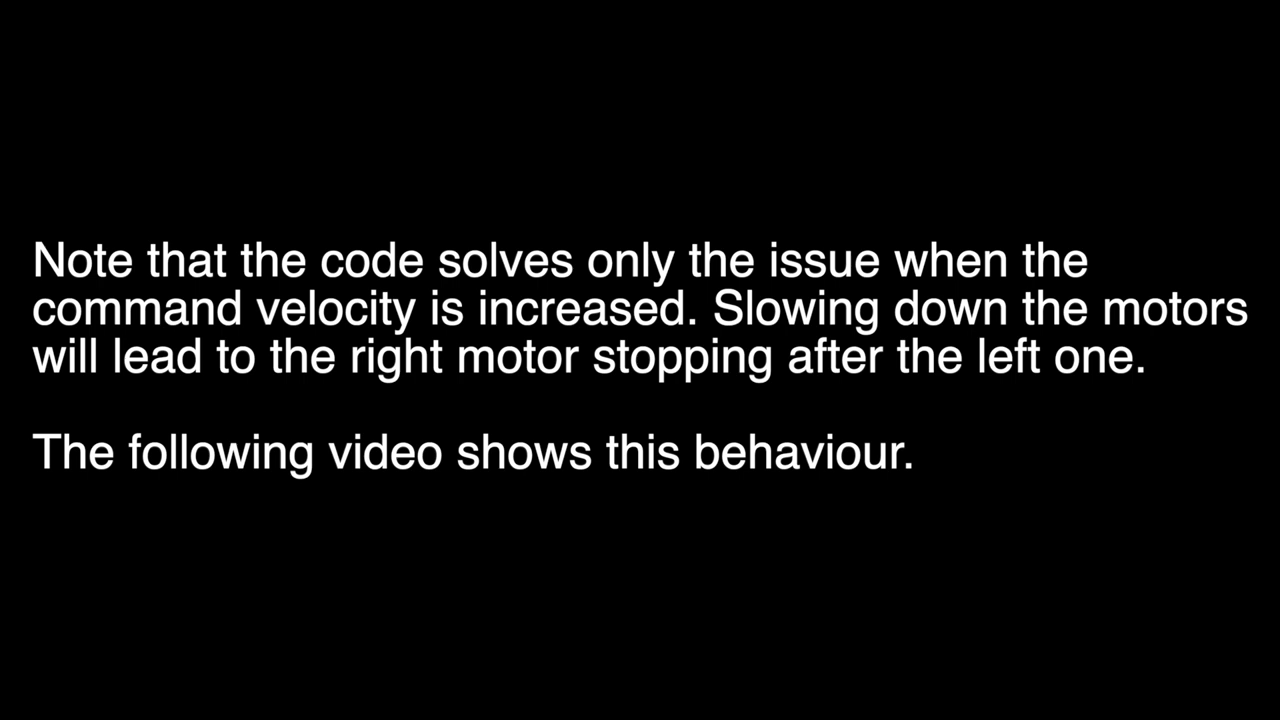 Note that the code solves only the issue when the
command velocity is increased. Slowing down the motors
will lead to the right motor stopping after the left one.
The following video shows this behaviour.